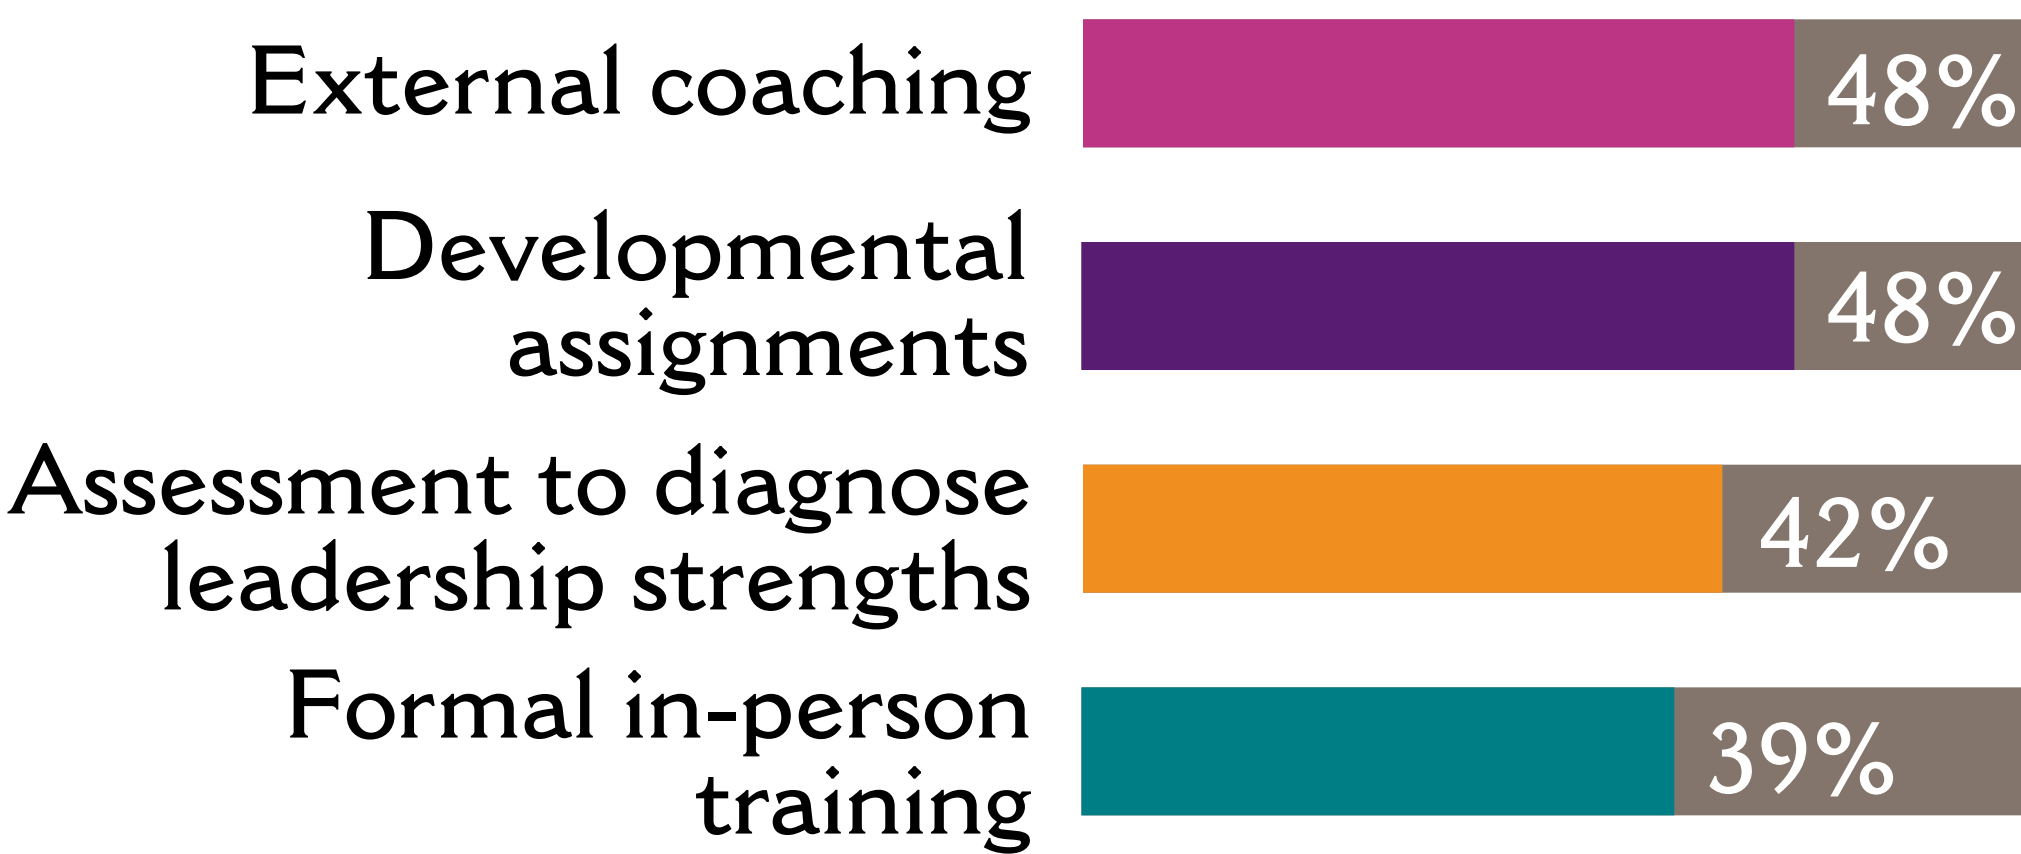 External coaching
48%
Developmental
assignments
48%
Assessment to diagnose
leadership strengths
42%
Formal in-person
training
39%